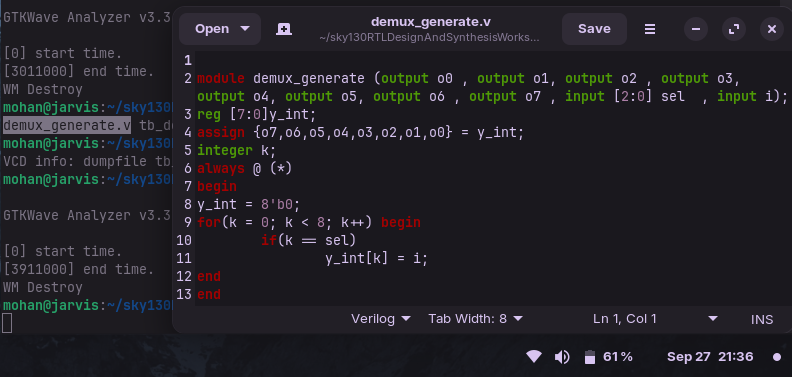 GTKWave Analyzer v3.3
[0] start time.
[3011000] end time.
WM Destroy
mohan@jarvis:~/sky130R
demux_generate.v tb_de
mohan@jarvis:~/sky130R
VCD info: dumpfile tb_
mohan@jarvis:~/sky130R
GTKWave Analyzer v3.3
[0] start time.
[3911000] end time.
WM Destroy
mohan@jarvis:~/sky130R
Open
demux_generate.v
~/sky130RTLDesignAndSynthesisWorks...
Save
1
2 module demux_generate (output o0 , output o1, output o2 , output o3,
output o4, output o5, output o6 , output o7 , input [2:0] sel  , input i);
3 reg [7:0]y_int;
4 assign {o7,o6,o5,o4,o3,o2,o1,o0} = y_int;
5 integer k;
6 always @ (*)
7 begin
8 y_int = 8'b0;
9 for(k = 0; k < 8; k++) begin
10         if(k == sel)
11                 y_int[k] = i;
12 end
13 end
Verilog
Tab Width: 8
Ln 1, Col 1
INS
61%
Sep 27 21:36